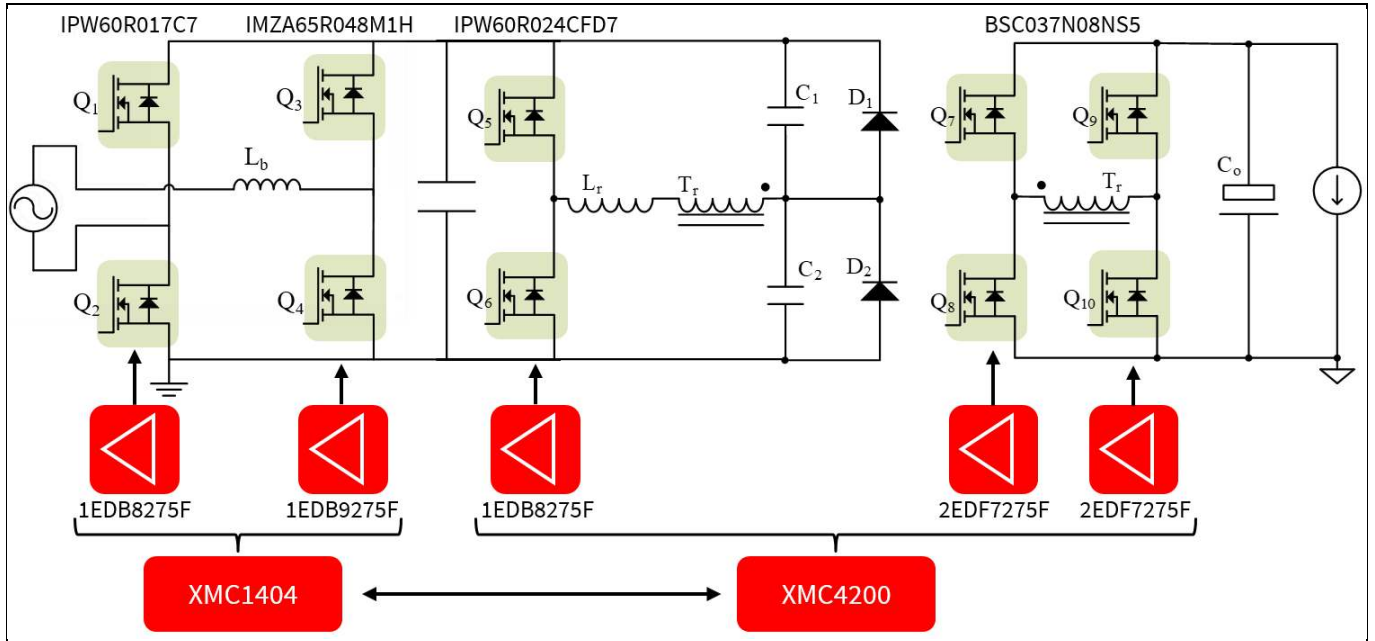 IPW60R017C7 IMZA65R048M1H IPW60R024CFD7 BSC037N08NS5
Q1 Q3 Q5 C1 D1 Q7 Q9
Lb Lr Tr Tr Co
Q2 Q4 Q6 C2 D2 Q8 Q10
1EDB8275F 1EDB9275F 1EDB8275F 2EDF7275F 2EDF7275F
XMC1404 XMC4200